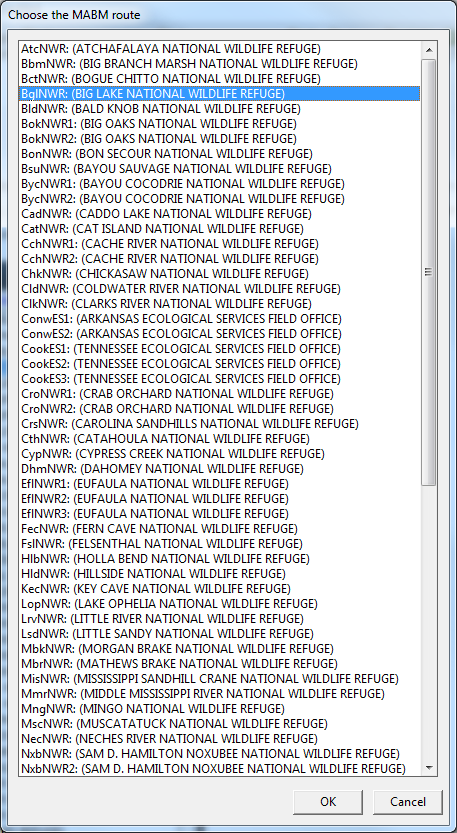 Choose the MABM route
AtcNWR: (ATCHAFALAYA NATIONAL WILDLIFE REFUGE)
BbmNWR: (BIG BRANCH MARSH NATIONAL WILDLIFE REFUGE)
BctNWR: (BOGUE CHITTO NATIONAL WILDLIFE REFUGE)
BglNWR: (BIG LAKE NATIONAL WILDLIFE REFUGE)
BldNWR: (BALD KNOB NATIONAL WILDLIFE REFUGE)
BokNWR1: (BIG OAKS NATIONAL WILDLIFE REFUGE)
BokNWR2: (BIG OAKS NATIONAL WILDLIFE REFUGE)
BonNWR: (BON SECOUR NATIONAL WILDLIFE REFUGE)
BsuNWR: (BAYOU SAUVAGE NATIONAL WILDLIFE REFUGE)
BycNWR1: (BAYOU COCODRIE NATIONAL WILDLIFE REFUGE)
BycNWR2: (BAYOU COCODRIE NATIONAL WILDLIFE REFUGE)
CadNWR: (CADDO LAKE NATIONAL WILDLIFE REFUGE)
CatNWR: (CAT ISLAND NATIONAL WILDLIFE REFUGE)
CchNWR1: (CACHE RIVER NATIONAL WILDLIFE REFUGE)
CchNWR2: (CACHE RIVER NATIONAL WILDLIFE REFUGE)
ChkNWR: (CHICKASAW NATIONAL WILDLIFE REFUGE)
CldNWR: (COLDWATER RIVER NATIONAL WILDLIFE REFUGE)
ClkNWR: (CLARKS RIVER NATIONAL WILDLIFE REFUGE)
ConwES1: (ARKANSAS ECOLOGICAL SERVICES FIELD OFFICE)
ConwES2: (ARKANSAS ECOLOGICAL SERVICES FIELD OFFICE)
CookES1: (TENNESSEE ECOLOGICAL SERVICES FIELD OFFICE)
CookES2: (TENNESSEE ECOLOGICAL SERVICES FIELD OFFICE)
CookES3: (TENNESSEE ECOLOGICAL SERVICES FIELD OFFICE)
CroNWR1: (CRAB ORCHARD NATIONAL WILDLIFE REFUGE)
CroNWR2: (CRAB ORCHARD NATIONAL WILDLIFE REFUGE)
CrsNWR: (CAROLINA SANDHILLS NATIONAL WILDLIFE REFUGE)
CthNWR: (CATAHOULA NATIONAL WILDLIFE REFUGE)
CypNWR: (CYPRESS CREEK NATIONAL WILDLIFE REFUGE)
DhmNWR: (DAHOMEY NATIONAL WILDLIFE REFUGE)
EflNWR1: (EUFAULA NATIONAL WILDLIFE REFUGE)
EflNWR2: (EUFAULA NATIONAL WILDLIFE REFUGE)
EflNWR3: (EUFAULA NATIONAL WILDLIFE REFUGE)
FecNWR: (FERN CAVE NATIONAL WILDLIFE REFUGE)
FslNWR: (FELSENTHAL NATIONAL WILDLIFE REFUGE)
HlbNWR: (HOLLA BEND NATIONAL WILDLIFE REFUGE)
HldNWR: (HILLSIDE NATIONAL WILDLIFE REFUGE)
KecNWR: (KEY CAVE NATIONAL WILDLIFE REFUGE)
LopNWR: (LAKE OPHELIA NATIONAL WILDLIFE REFUGE)
LrvNWR: (LITTLE RIVER NATIONAL WILDLIFE REFUGE)
LsdNWR: (LITTLE SANDY NATIONAL WILDLIFE REFUGE)
MbkNWR: (MORGAN BRAKE NATIONAL WILDLIFE REFUGE)
MbrNWR: (MATHEWS BRAKE NATIONAL WILDLIFE REFUGE)
MisNWR: (MISSISSIPPI SANDHILL CRANE NATIONAL WILDLIFE REFUGE)
MmrNWR: (MIDDLE MISSISSIPPI RIVER NATIONAL WILDLIFE REFUGE)
MngNWR: (MINGO NATIONAL WILDLIFE REFUGE)
MscNWR: (MUSCATATUCK NATIONAL WILDLIFE REFUGE)
NecNWR: (NECHES RIVER NATIONAL WILDLIFE REFUGE)
NxbNWR: (SAM D. HAMILTON NOXUBEE NATIONAL WILDLIFE REFUGE)
NxbNWR2: (SAM D. HAMILTON NOXUBEE NATIONAL WILDLIFE REFUGE)
OK
Cancel